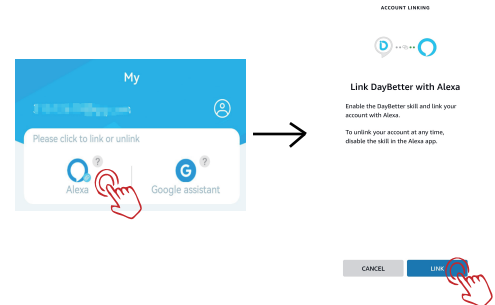 My
Please click to link or unlink
?
?
G
Alexa
Google assistant
ACCOUNT LINKING
D
Link DayBetter with Alexa
Enable the DayBetter skill and link your
account with Alexa.
To unlink your account at any time,
disable the skill in the Alexa app.
CANCEL
LINK